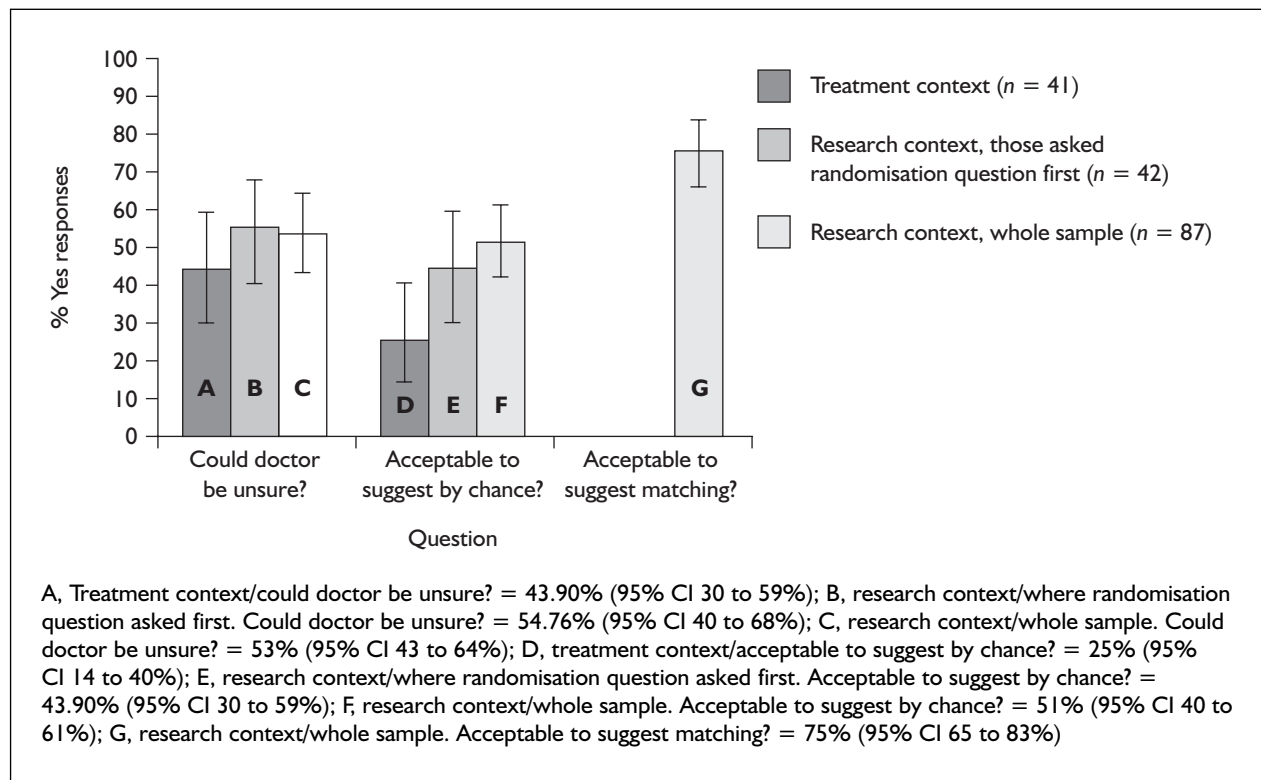 100
90
80
70
60
50
40
30
20
10
0
% Yes responses
A
B
C
D
E
F
G
Could doctor
be unsure?
Acceptable to
suggest by chance?
Acceptable to
suggest matching?
Question
Treatment context (n = 41)
Research context, those asked
randomisation question first (n = 42)
Research context, whole sample (n = 87)
A, Treatment context/could doctor be unsure? = 43.90% (95% CI 30 to 59%); B, research context/where randomisation
question asked first. Could doctor be unsure? = 54.76% (95% CI 40 to 68%); C, research context/whole sample. Could
doctor be unsure? = 53% (95% CI 43 to 64%); D, treatment context/acceptable to suggest by chance? = 25% (95%
CI 14 to 40%); E, research context/where randomisation question asked first. Acceptable to suggest by chance? =
43.90% (95% CI 30 to 59%); F, research context/whole sample. Acceptable to suggest by chance? = 51% (95% CI 40 to
61%); G, research context/whole sample. Acceptable to suggest matching? = 75% (95% CI 65 to 83%)